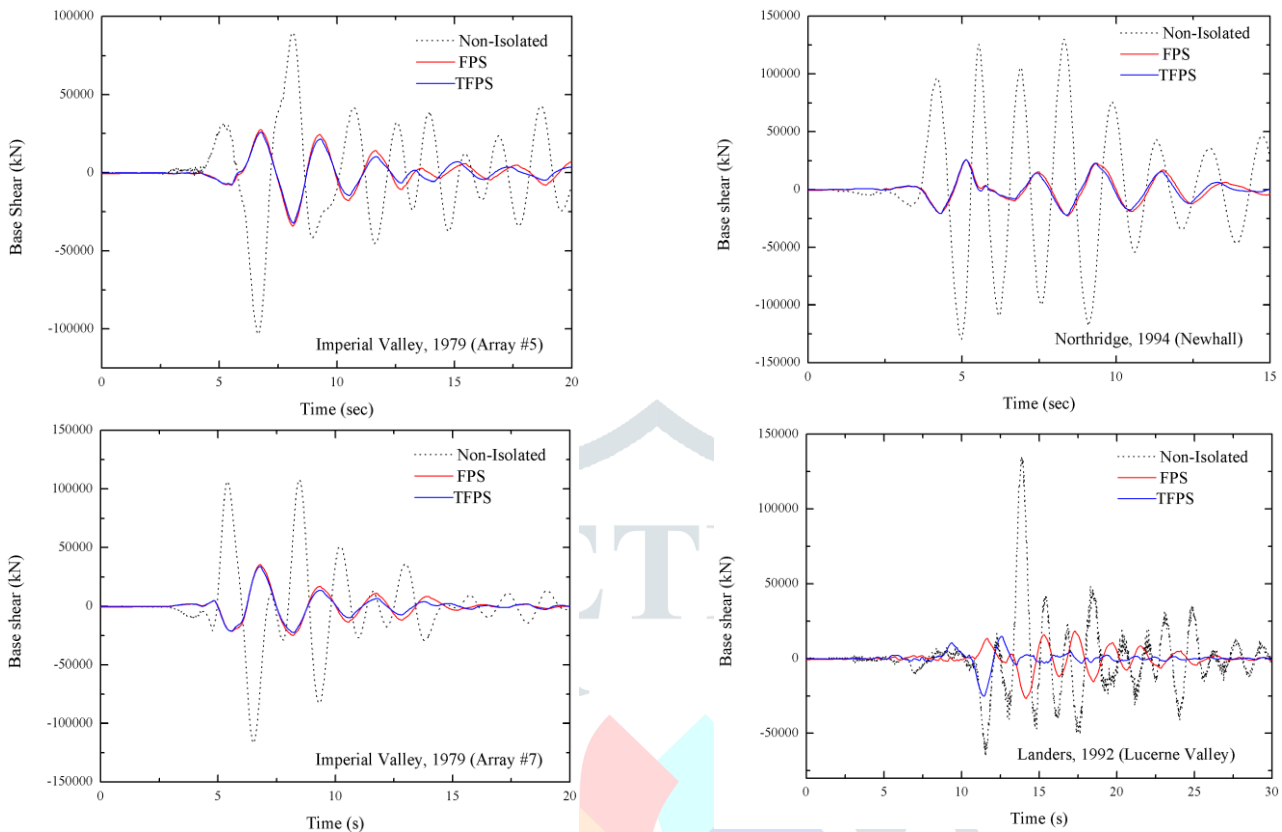 100000
50000
0
-50000
-100000
Base Shear (kN)
Non-Isolated
FPS
TFPS
Imperial Valley, 1979 (Array #5)
0 5 10 15 20
Time (sec)
150000
100000
50000
0
-50000
-100000
-150000
Base Shear (kN)
Non-Isolated
FPS
TFPS
Northridge, 1994 (Newhall)
0 5 10 15
Time (sec)
150000
100000
50000
0
-50000
-100000
-150000
Base shear (kN)
Non-Isolated
FPS
TFPS
Imperial Valley, 1979 (Array #7)
0 5 10 15 20
Time (s)
150000
100000
50000
0
-50000
Base shear (kN)
Non-Isolated
FPS
TFPS
Landers, 1992 (Lucerne Valley)
0 5 10 15 20 25 30
Time (s)